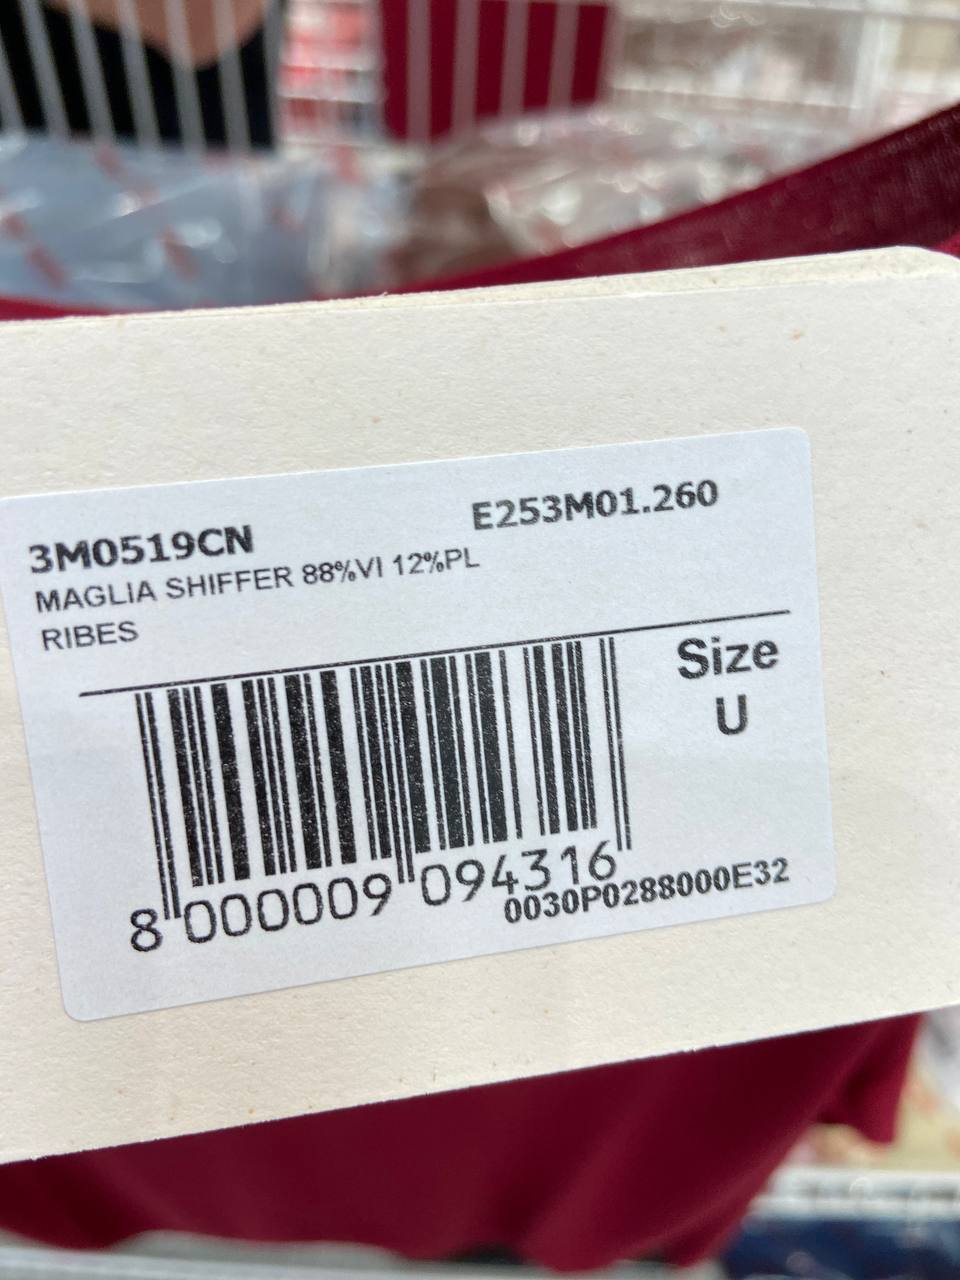 3M0519CN E253M01.260
MAGLIA SHIFFER 88%VI 12%PL
RIBES
Size
U
8 000009 094316
0030P0288000E32